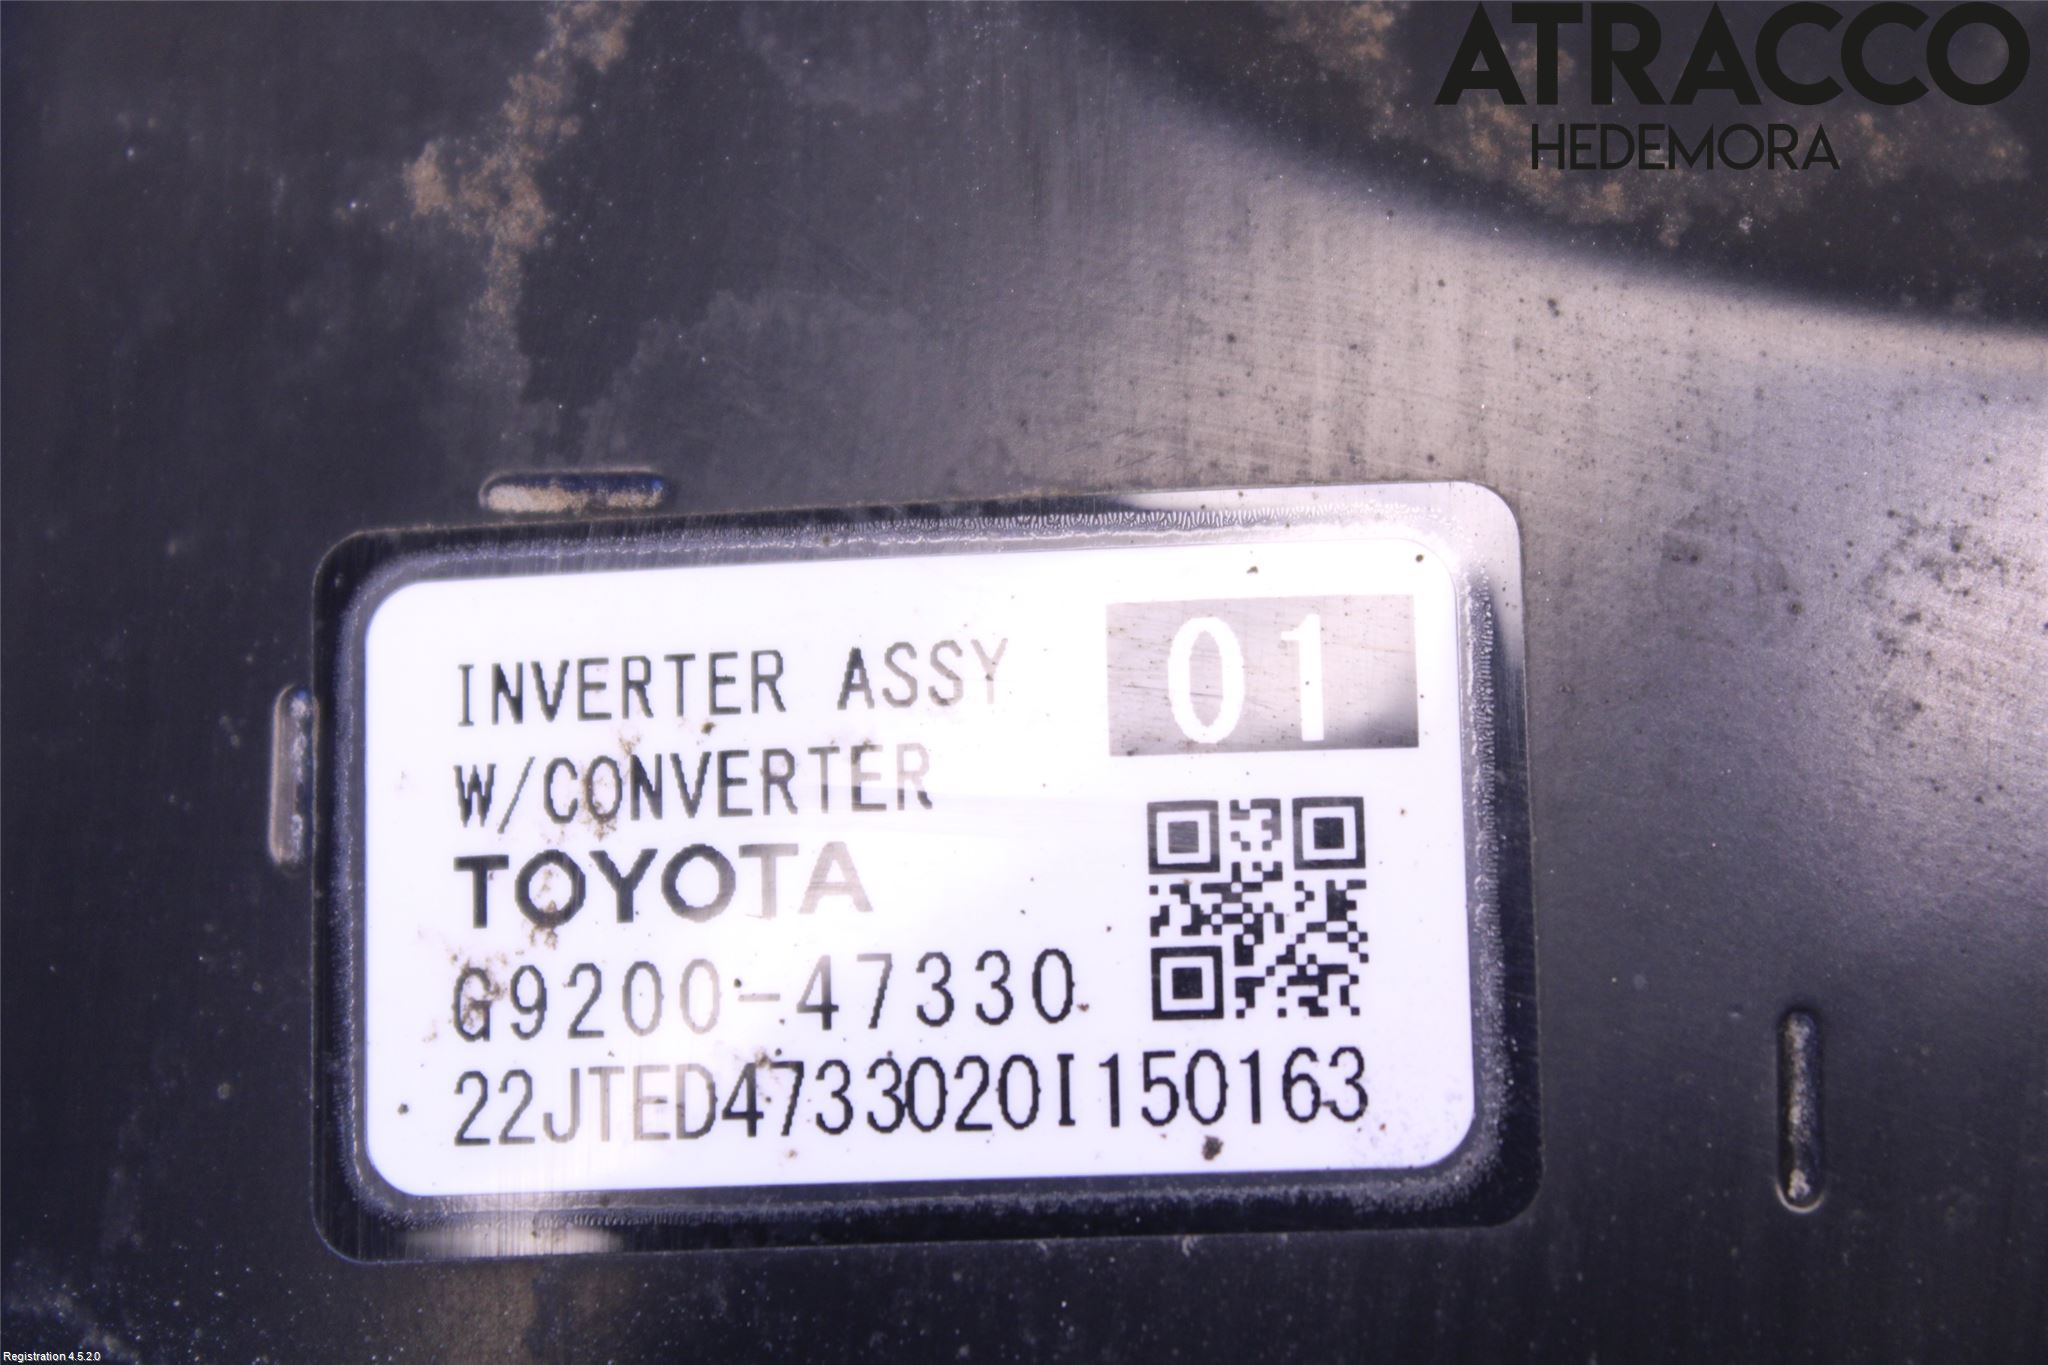 ATRACCO
HEDEMORA
INVERTER ASSY
01
W/CONVERTER
TOYOTA
G9200-47330
22JTED4733020I150163
Registration 4.5.2.0